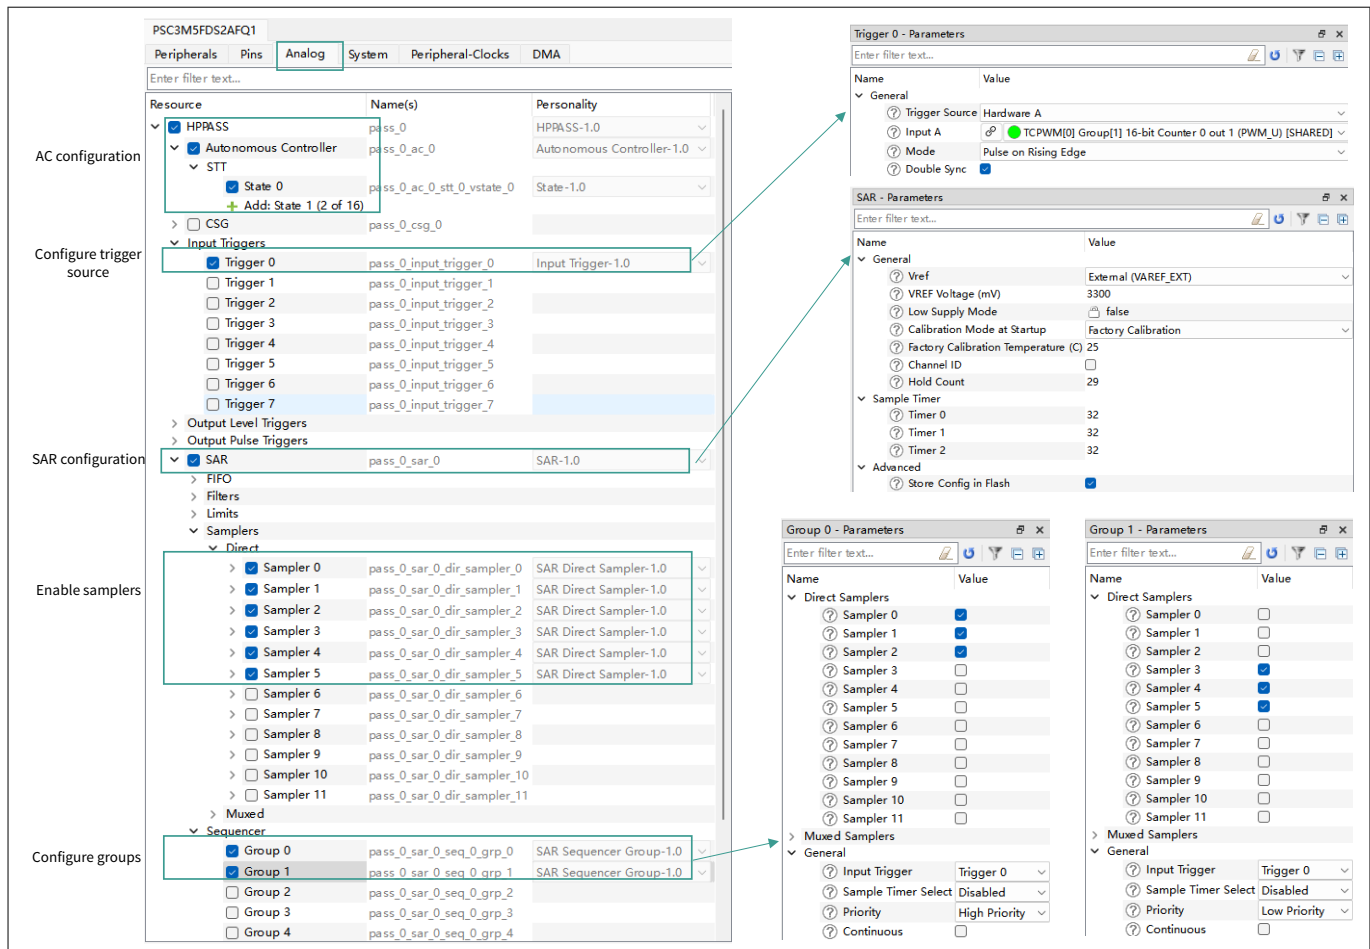 PSC3M5FDS2AFQ1
Peripherals Pins Analog System Peripheral-Clocks DMA
Enter filter text...
Resource Name(s) Personality
HPPASS pass_0 HPPASS-1.0
AC configuration
Autonomous Controller pass_0_ac_0 Autonomous Controller-1.0
STT
State 0 pass_0_ac_0_stt_0_vstate_0 State-1.0
Add: State 1 (2 of 16)
CSG pass_0_csg_0
Input Triggers
Configure trigger
source
Trigger 0 pass_0_input_trigger_0 Input Trigger-1.0
Trigger 1 pass_0_input_trigger_1
Trigger 2 pass_0_input_trigger_2
Trigger 3 pass_0_input_trigger_3
Trigger 4 pass_0_input_trigger_4
Trigger 5 pass_0_input_trigger_5
Trigger 6 pass_0_input_trigger_6
Trigger 7 pass_0_input_trigger_7
Output Level Triggers
Output Pulse Triggers
SAR configuration
SAR pass_0_sar_0 SAR-1.0
FIFO
Filters
Limits
Samplers
Direct
Enable samplers
Sampler 0 pass_0_sar_0_dir_sampler_0 SAR Direct Sampler-1.0
Sampler 1 pass_0_sar_0_dir_sampler_1 SAR Direct Sampler-1.0
Sampler 2 pass_0_sar_0_dir_sampler_2 SAR Direct Sampler-1.0
Sampler 3 pass_0_sar_0_dir_sampler_3 SAR Direct Sampler-1.0
Sampler 4 pass_0_sar_0_dir_sampler_4 SAR Direct Sampler-1.0
Sampler 5 pass_0_sar_0_dir_sampler_5 SAR Direct Sampler-1.0
Sampler 6 pass_0_sar_0_dir_sampler_6
Sampler 7 pass_0_sar_0_dir_sampler_7
Sampler 8 pass_0_sar_0_dir_sampler_8
Sampler 9 pass_0_sar_0_dir_sampler_9
Sampler 10 pass_0_sar_0_dir_sampler_10
Sampler 11 pass_0_sar_0_dir_sampler_11
Muxed
Sequencer
Configure groups
Group 0 pass_0_sar_0_seq_0_grp_0 SAR Sequencer Group-1.0
Group 1 pass_0_sar_0_seq_0_grp_1 SAR Sequencer Group-1.0
Group 2 pass_0_sar_0_seq_0_grp_2
Group 3 pass_0_sar_0_seq_0_grp_3
Group 4 pass_0_sar_0_seq_0_grp_4
Trigger 0 - Parameters
Enter filter text...
Name Value
General
Trigger Source Hardware A
Input A TCPWM[0] Group[1] 16-bit Counter 0 out 1 (PWM_U) [SHARED]
Mode Pulse on Rising Edge
Double Sync
SAR - Parameters
Enter filter text...
Name Value
General
Vref External (VAREF_EXT)
VREF Voltage (mV) 3300
Low Supply Mode false
Calibration Mode at Startup Factory Calibration
Factory Calibration Temperature (C) 25
Channel ID
Hold Count 29
Sample Timer
Timer 0 32
Timer 1 32
Timer 2 32
Advanced
Store Config in Flash
Group 0 - Parameters
Enter filter text...
Name Value
Direct Samplers
Sampler 0
Sampler 1
Sampler 2
Sampler 3
Sampler 4
Sampler 5
Sampler 6
Sampler 7
Sampler 8
Sampler 9
Sampler 10
Sampler 11
Muxed Samplers
General
Input Trigger Trigger 0
Sample Timer Select Disabled
Priority High Priority
Continuous
Group 1 - Parameters
Enter filter text...
Name Value
Direct Samplers
Sampler 0
Sampler 1
Sampler 2
Sampler 3
Sampler 4
Sampler 5
Sampler 6
Sampler 7
Sampler 8
Sampler 9
Sampler 10
Sampler 11
Muxed Samplers
General
Input Trigger Trigger 0
Sample Timer Select Disabled
Priority Low Priority
Continuous